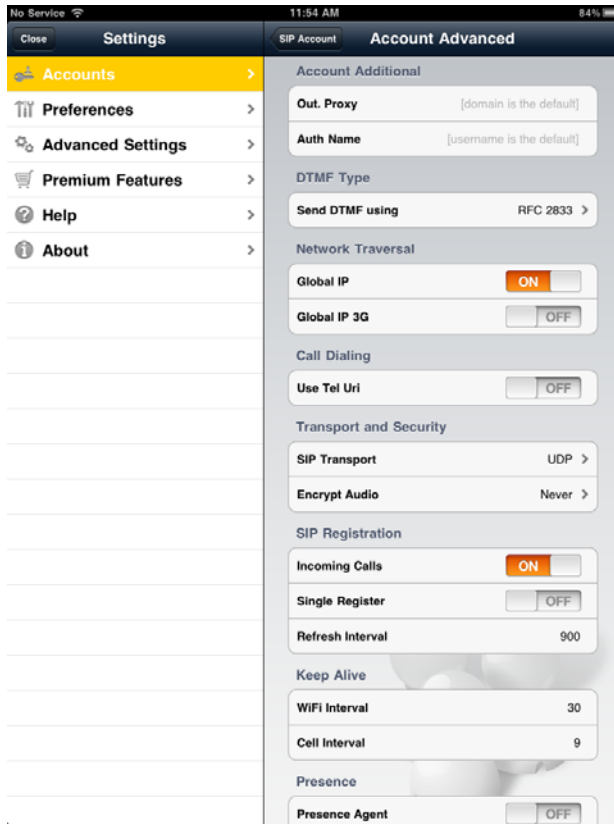 No Service 11:54 AM 84%
Close Settings
Accounts
Preferences
Advanced Settings
Premium Features
Help
About
SIP Account Account Advanced
Account Additional
Out. Proxy [domain is the default]
Auth Name [username is the default]
DTMF Type
Send DTMF using RFC 2833
Network Traversal
Global IP ON
Global IP 3G OFF
Call Dialing
Use Tel Uri OFF
Transport and Security
SIP Transport UDP
Encrypt Audio Never
SIP Registration
Incoming Calls ON
Single Register OFF
Refresh Interval 900
Keep Alive
WiFi Interval 30
Cell Interval 9
Presence
Presence Agent OFF